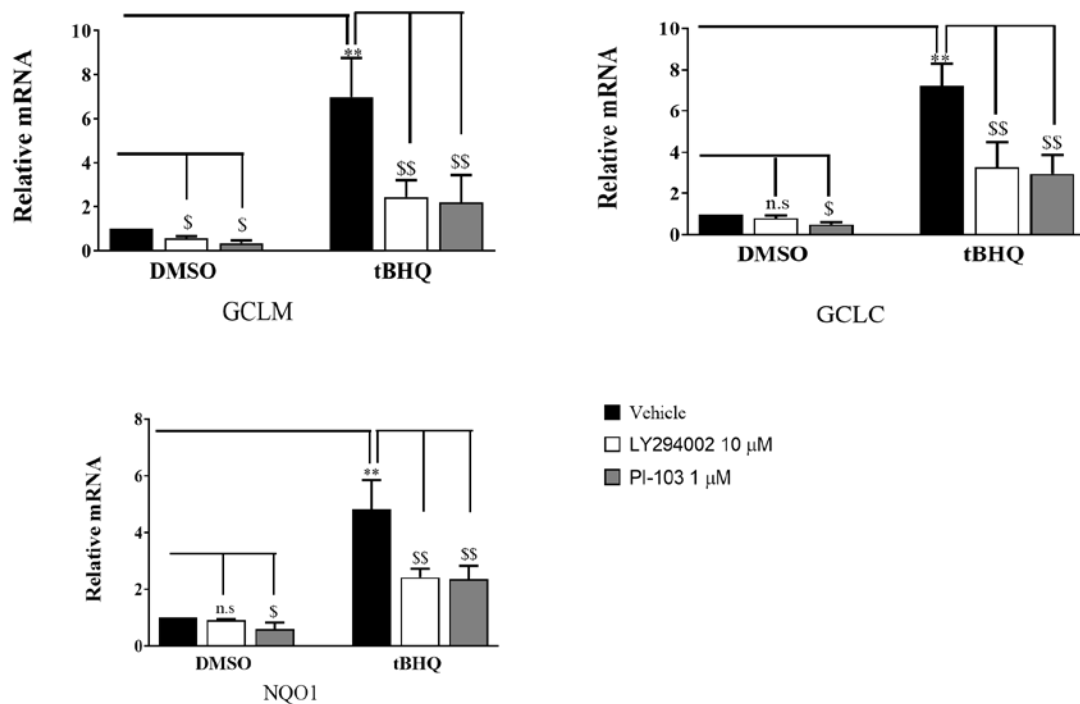 Relative mRNA
10
8
6
4
2
0
**
$$
$$
$
$
DMSO
tBHQ
GCLM
Relative mRNA
10
8
6
4
2
0
**
$$
$$
n.s
$
DMSO
tBHQ
GCLC
Relative mRNA
8
6
4
2
0
**
$$
$$
n.s
$
DMSO
tBHQ
NQO1
Vehicle
LY294002 10 μM
PI-103 1 μM